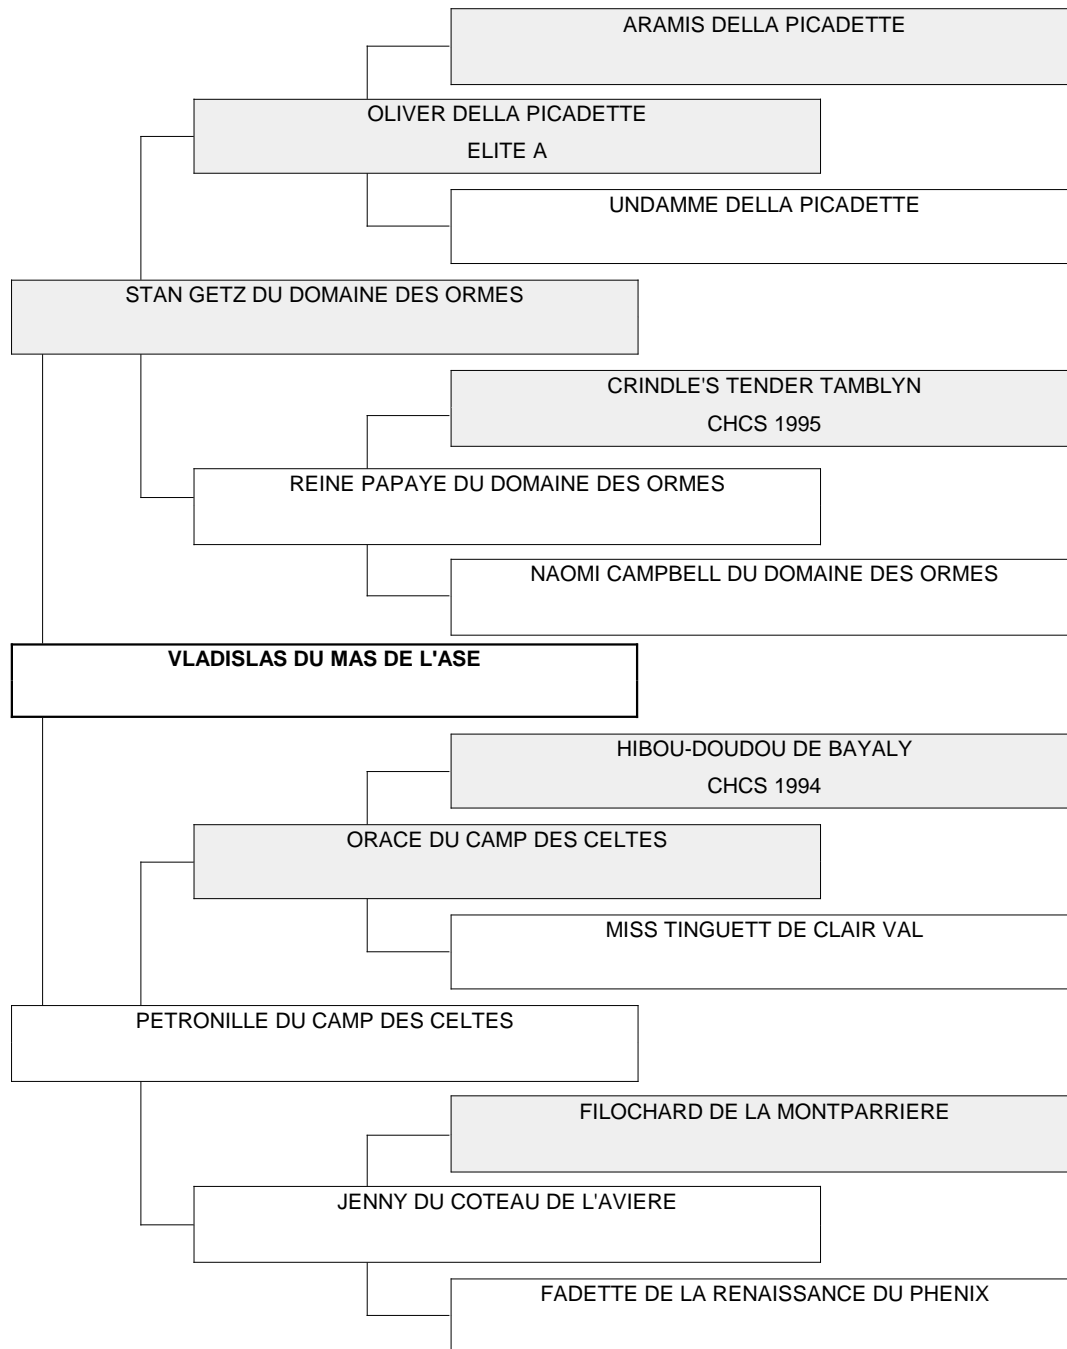 ARAMIS DELLA PICADETTE
OLIVER DELLA PICADETTE
ELITE A
UNDAMME DELLA PICADETTE
STAN GETZ DU DOMAINE DES ORMES
CRINDLE'S TENDER TAMBLYN
CHCS 1995
REINE PAPAYE DU DOMAINE DES ORMES
NAOMI CAMPBELL DU DOMAINE DES ORMES
VLADISLAS DU MAS DE L'ASE
HIBOU-DOUDOU DE BAYALY
CHCS 1994
ORACE DU CAMP DES CELTES
MISS TINGUETT DE CLAIR VAL
PETRONILLE DU CAMP DES CELTES
FILOCHARD DE LA MONTPARRIERE
JENNY DU COTEAU DE L'AVIERE
FADETTE DE LA RENAISSANCE DU PHENIX